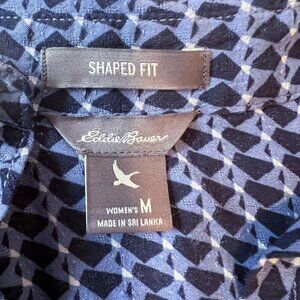 SHAPED FIT
Eddie Bauer
WOMEN'S M
MADE IN SRI LANKA